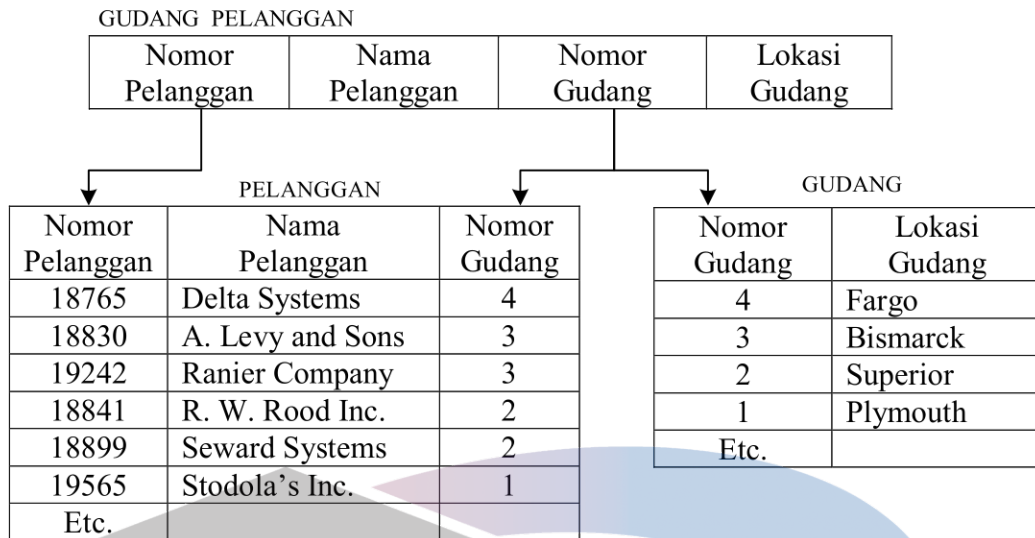 GUDANG PELANGGAN
Nomor Pelanggan Nama Pelanggan Nomor Gudang Lokasi Gudang
PELANGGAN
Nomor Pelanggan Nama Pelanggan Nomor Gudang
18765 Delta Systems 4
18830 A. Levy and Sons 3
19242 Ranier Company 3
18841 R. W. Rood Inc. 2
18899 Seward Systems 2
19565 Stodola’s Inc. 1
Etc.
GUDANG
Nomor Gudang Lokasi Gudang
4 Fargo
3 Bismarck
2 Superior
1 Plymouth
Etc.